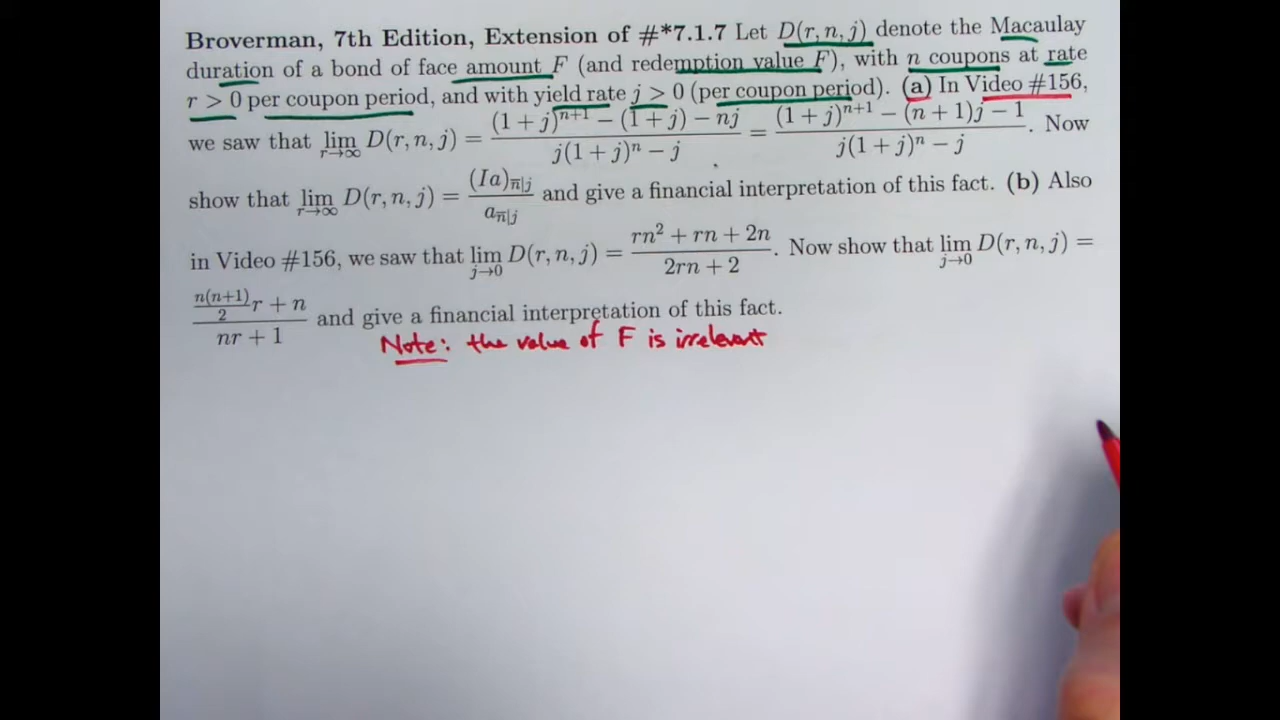 Broverman, 7th Edition, Extension of #*7.1.7 Let D(r, n, j) denote the Macaulay
duration of a bond of face amount F (and redemption value F), with n coupons at rate
r > 0 per coupon period, and with yield rate j > 0 (per coupon period). (a) In Video #156,
we saw that lim_{r→∞} D(r, n, j) = ((1 + j)^{n+1} − (1 + j) − nj) / (j(1 + j)^n − j) = ((1 + j)^{n+1} − (n + 1)j − 1) / (j(1 + j)^n − j). Now
show that lim_{r→∞} D(r, n, j) = (Ia)_{n̅|j} / a_{n̅|j} and give a financial interpretation of this fact. (b) Also
in Video #156, we saw that lim_{j→0} D(r, n, j) = (rn² + rn + 2n) / (2rn + 2). Now show that lim_{j→0} D(r, n, j) =
(n(n+1)/2 r + n) / (nr + 1) and give a financial interpretation of this fact.
Note: the value of F is irrelevant